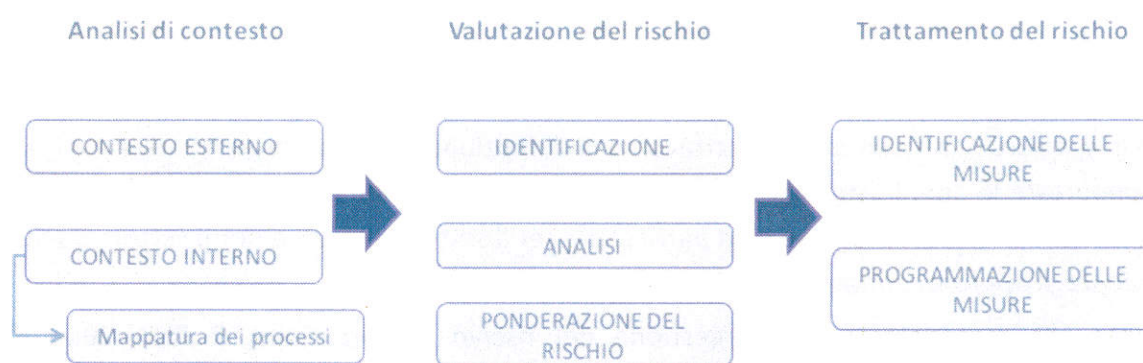 Analisi di contesto
Valutazione del rischio
Trattamento del rischio
CONTESTO ESTERNO
CONTESTO INTERNO
Mappatura dei processi
IDENTIFICAZIONE
ANALISI
PONDERAZIONE DEL
RISCHIO
IDENTIFICAZIONE DELLE
MISURE
PROGRAMMAZIONE DELLE
MISURE